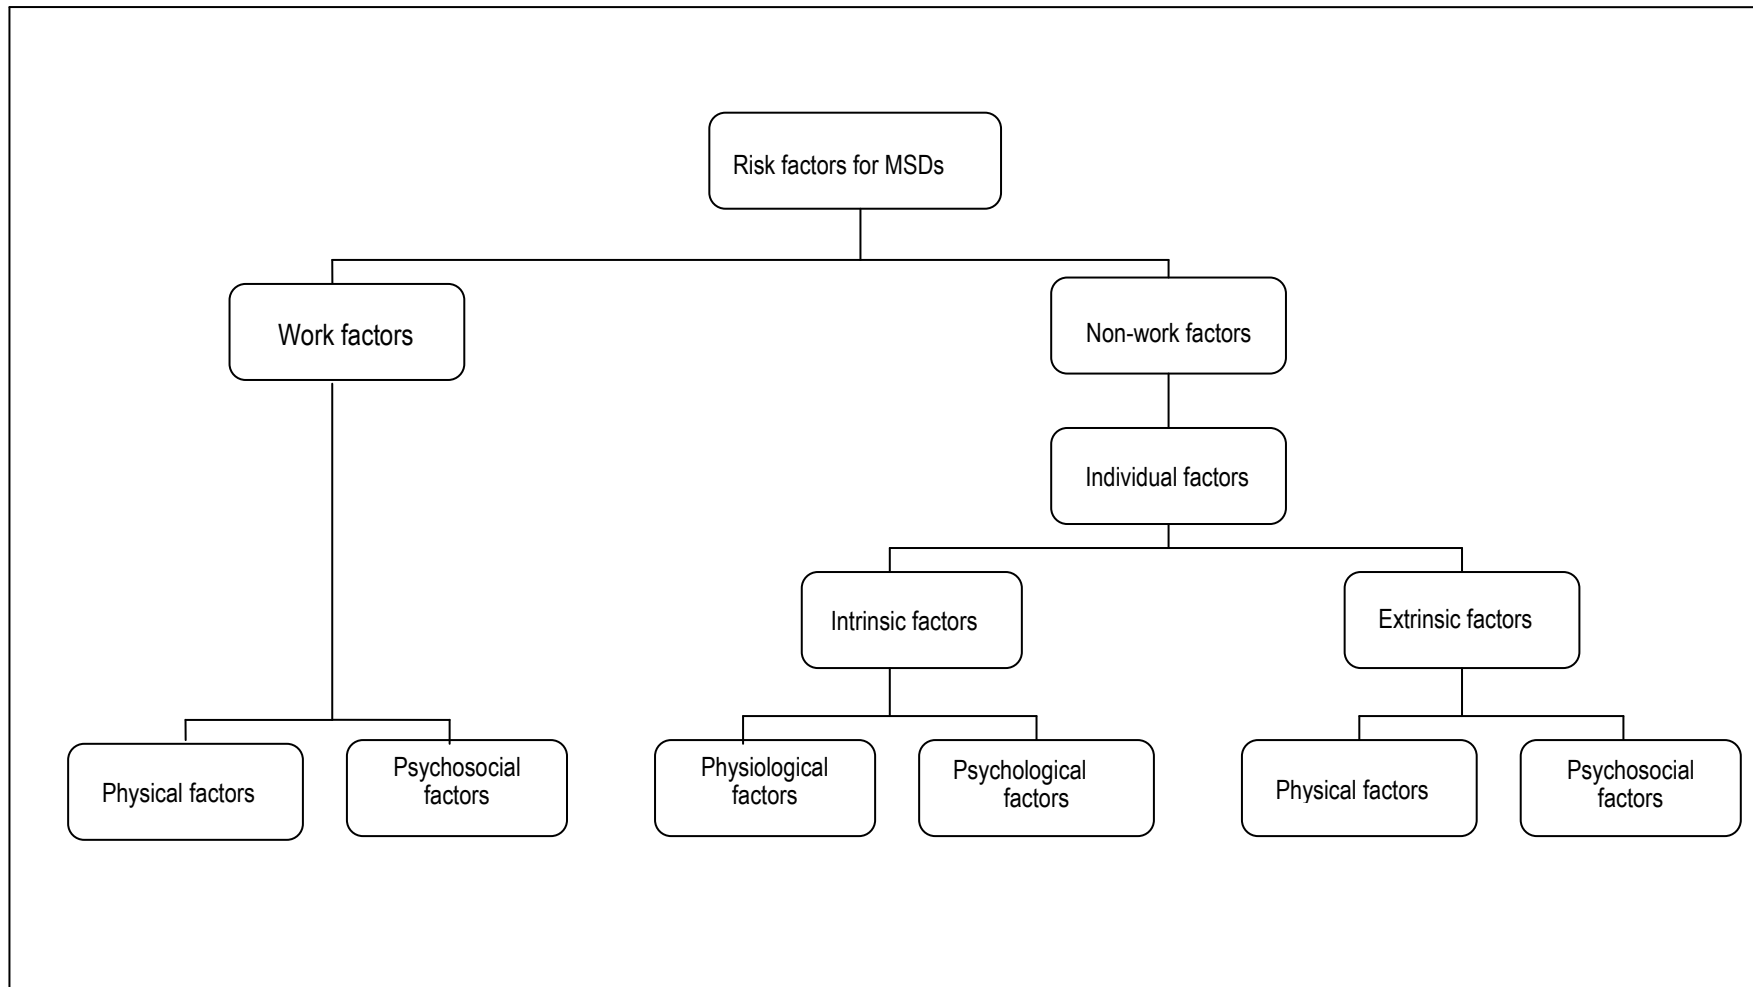 Risk factors for MSDs
Work factors
Non-work factors
Individual factors
Intrinsic factors
Extrinsic factors
Physical factors
Psychosocial
factors
Physiological
factors
Psychological
factors
Physical factors
Psychosocial
factors